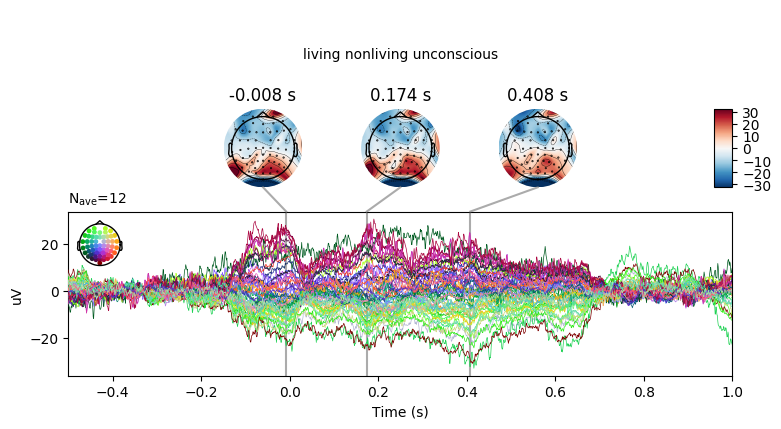 living nonliving unconscious
-0.008 s 0.174 s 0.408 s
30
20
10
0
−10
−20
−30
Nave=12
20
0
−20
uV
−0.4 −0.2 0.0 0.2 0.4 0.6 0.8 1.0
Time (s)